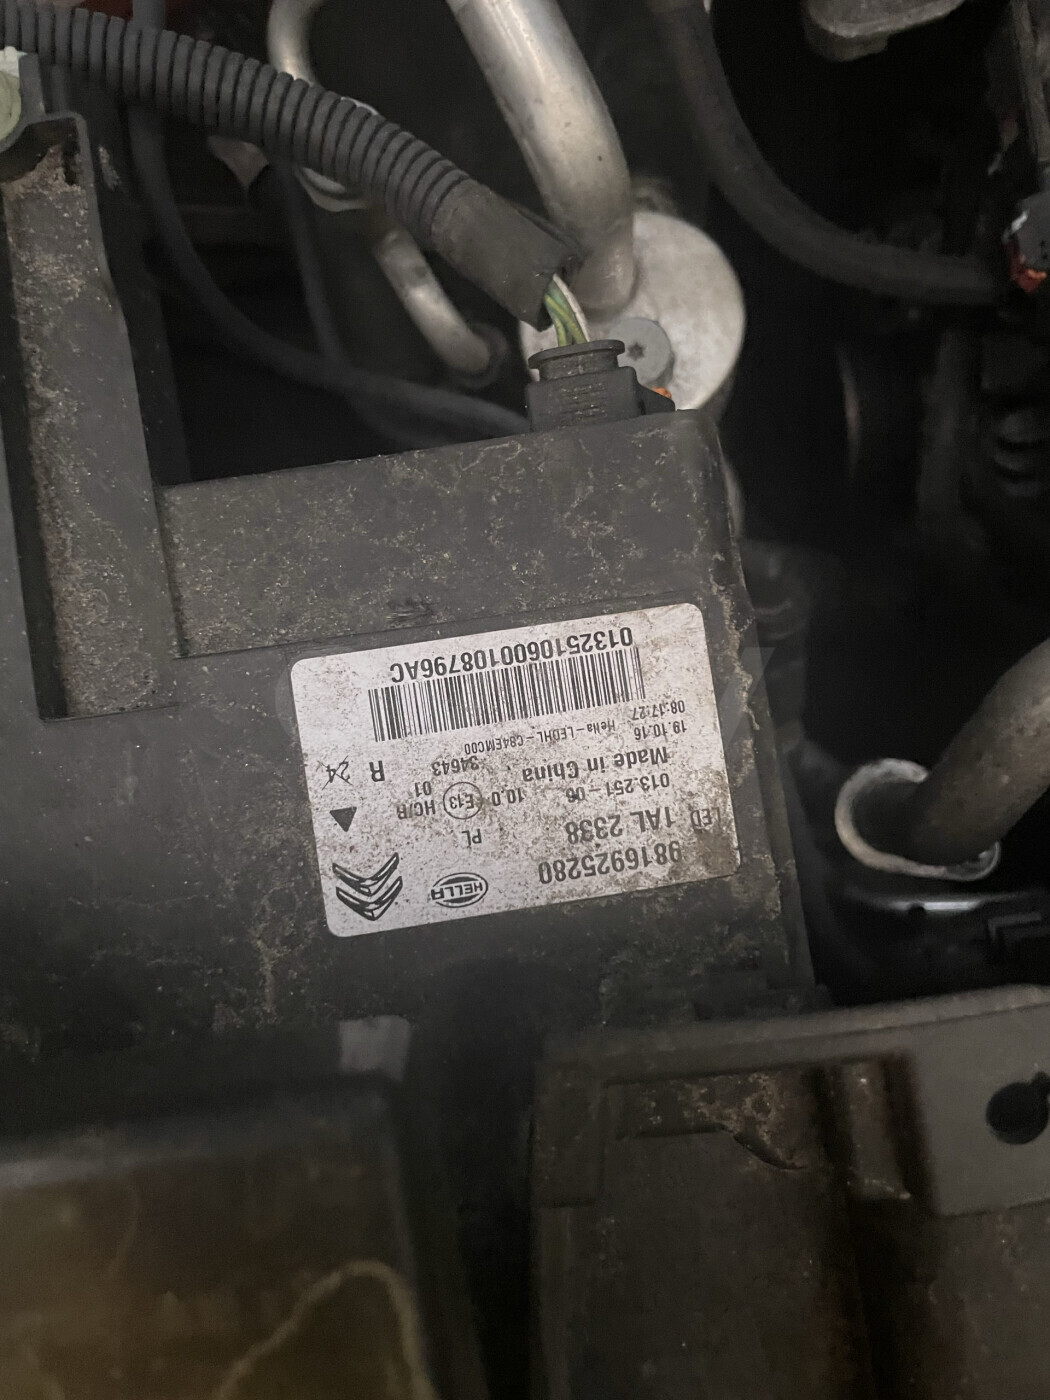 9816925280
HELLA
LED 1AL 2338
PL
013.251-06
10.0
E13
HC/R
01
Made in China
34643
R
24
19.10.16
Hella-LEDHL-C84EMC00
08:17:27
0132510600108796AC